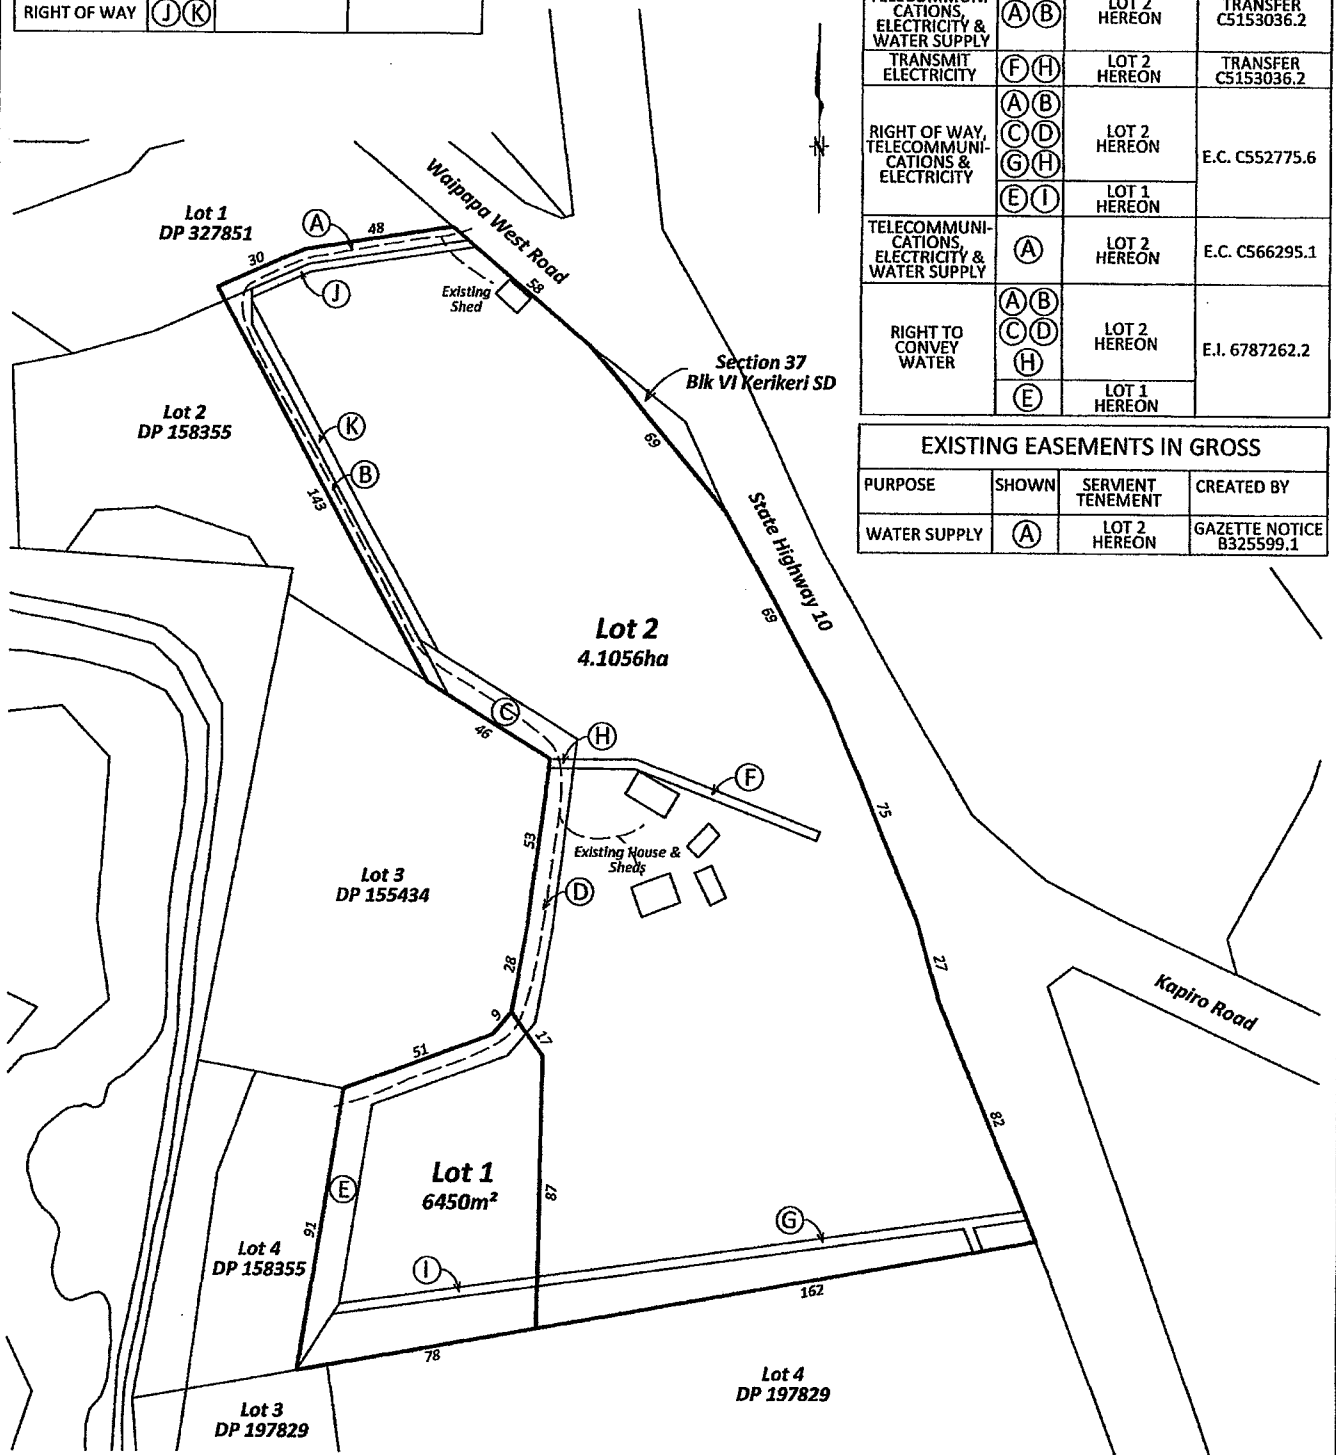 RIGHT OF WAY Ⓙ Ⓚ
CATIONS,
ELECTRICITY &
WATER SUPPLY
Ⓐ Ⓑ
LOT 2
HEREON
TRANSFER
C5153036.2
TRANSMIT
ELECTRICITY
Ⓕ Ⓗ
LOT 2
HEREON
TRANSFER
C5153036.2
RIGHT OF WAY,
TELECOMMUNI-
CATIONS &
ELECTRICITY
Ⓐ Ⓑ
Ⓒ Ⓓ
Ⓖ Ⓗ
LOT 2
HEREON
Ⓔ Ⓘ
LOT 1
HEREON
E.C. C552775.6
TELECOMMUNI-
CATIONS,
ELECTRICITY &
WATER SUPPLY
Ⓐ
LOT 2
HEREON
E.C. C566295.1
RIGHT TO
CONVEY
WATER
Ⓐ Ⓑ
Ⓒ Ⓓ
Ⓗ
LOT 2
HEREON
Ⓔ
LOT 1
HEREON
E.I. 6787262.2
EXISTING EASEMENTS IN GROSS
PURPOSE
SHOWN
SERVIENT
TENEMENT
CREATED BY
WATER SUPPLY
Ⓐ
LOT 2
HEREON
GAZETTE NOTICE
B325599.1
N
Waipapa West Road
Lot 1
DP 327851
Ⓐ
48
30
Ⓙ
Existing
Shed
58
Section 37
Blk VI Kerikeri SD
Lot 2
DP 158355
Ⓚ
69
Ⓑ
143
State Highway 10
69
Lot 2
4.1056ha
Ⓒ
46
Ⓗ
Ⓕ
75
53
Existing House &
Sheds
Lot 3
DP 155434
Ⓓ
28
27
Kapiro Road
9
17
51
82
Lot 1
6450m²
87
Ⓔ
91
Ⓖ
Lot 4
DP 158355
Ⓘ
162
78
Lot 4
DP 197829
Lot 3
DP 197829